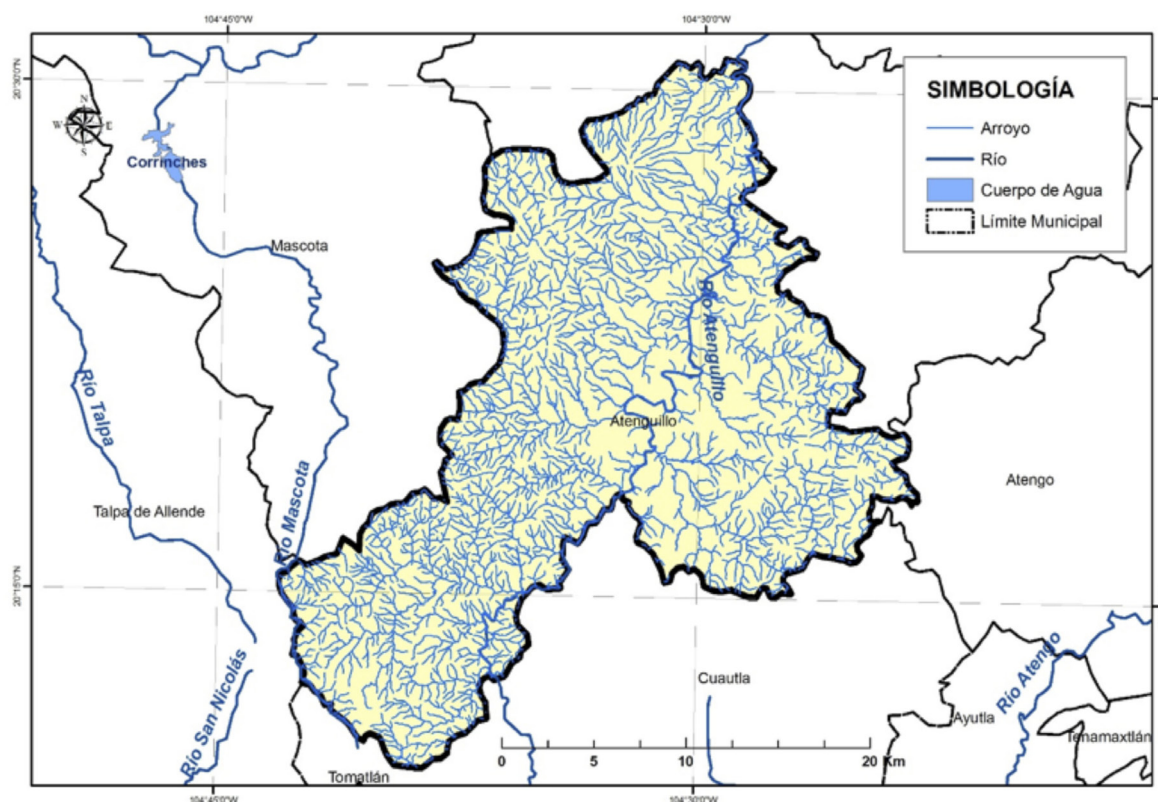 104°45'0"W
104°30'0"W
20°30'0"N
N
W
E
S
Corrinches
SIMBOLOGÍA
Arroyo
Río
Cuerpo de Agua
Límite Municipal
Mascota
Río Atenguillo
Río Talpa
Atenguillo
Atengo
Talpa de Allende
Río Mascota
20°15'0"N
Río San Nicolás
Cuautla
Río Atengo
Ayutla
Tenamaxtlán
Tomatlán
0 5 10 20 Km
104°45'0"W
104°30'0"W